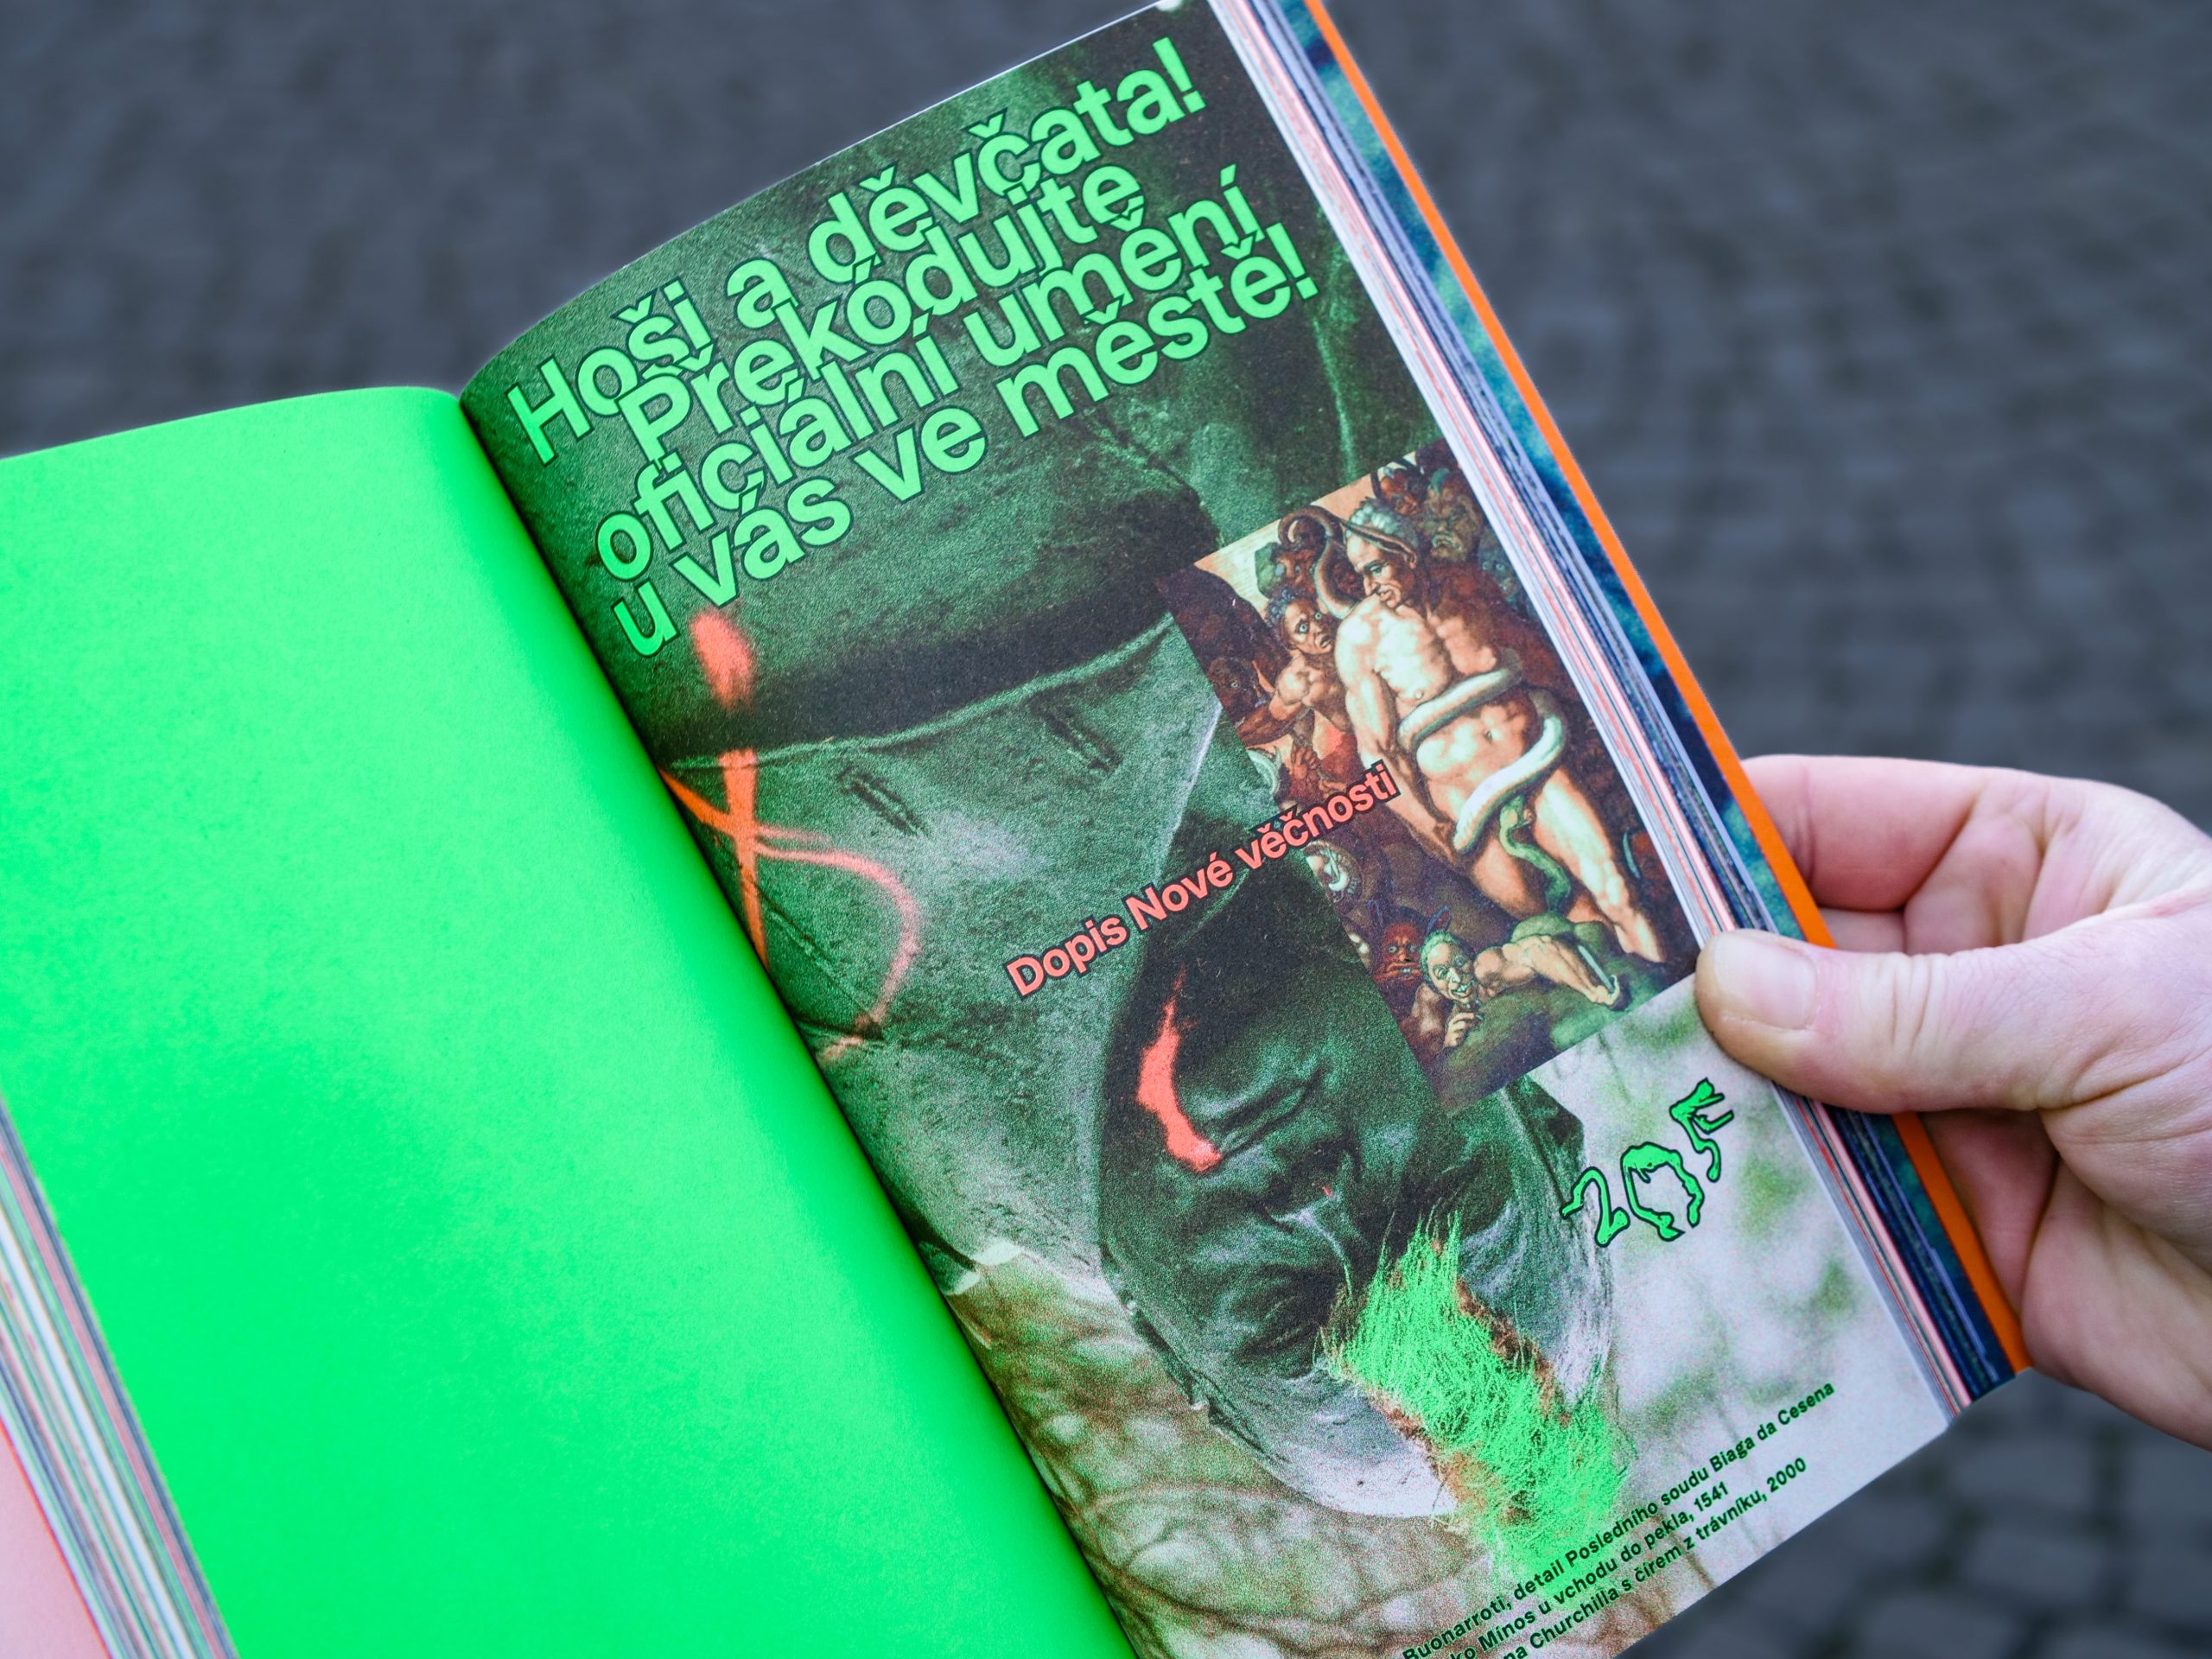 Hoši a děvčata!
Překódujte
oficiální umění
u vás ve městě!
Dopis Nové věčnosti
205
Buonarroti, detail Posledního soudu Biaga da Cesena
Minos u vchodu do pekla, 1541
Churchilla s čírem z trávníku, 2000